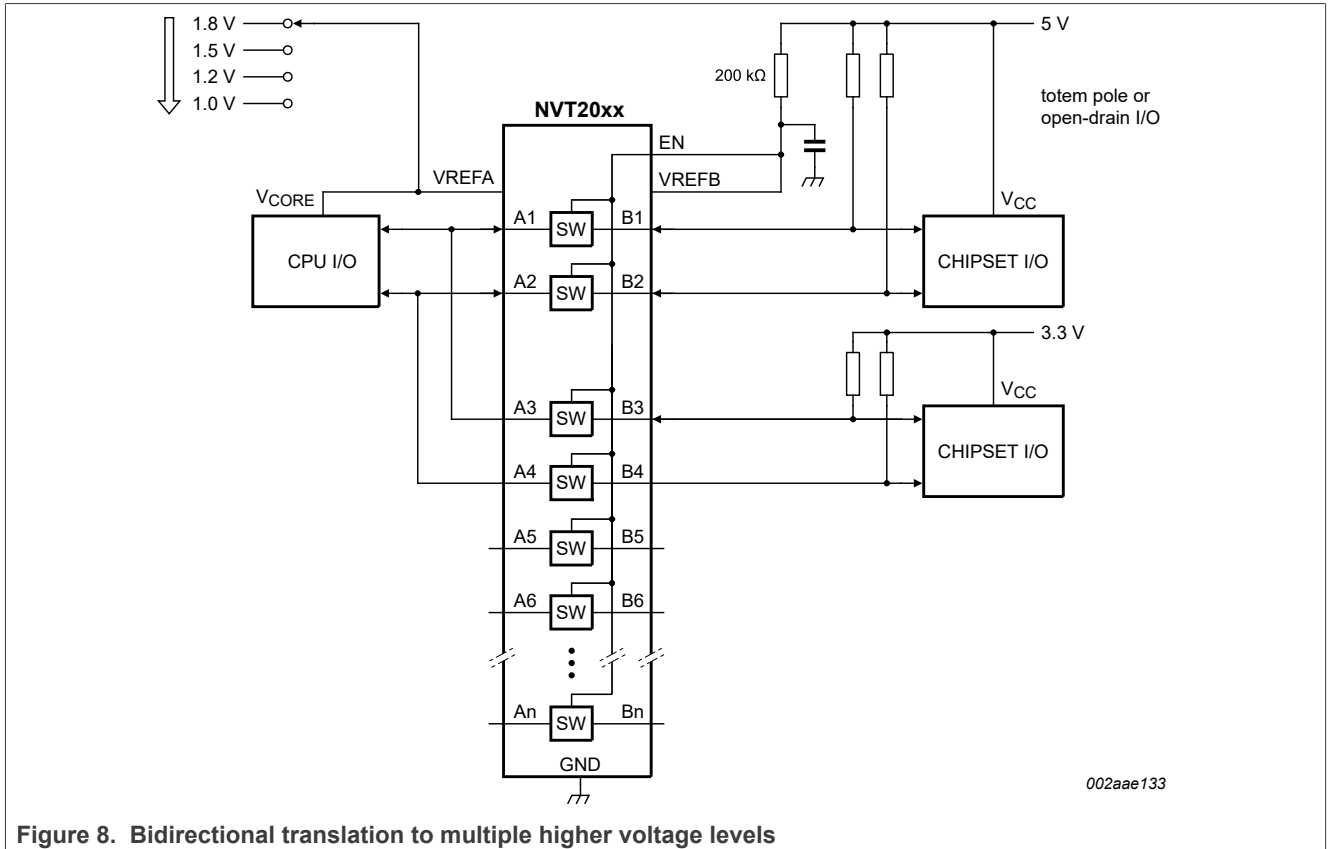 1.8 V
1.5 V
1.2 V
1.0 V
5 V
200 kΩ
totem pole or
open-drain I/O
NVT20xx
EN
VREFA
VREFB
VCORE
VCC
A1
SW
B1
CPU I/O
CHIPSET I/O
A2
SW
B2
3.3 V
VCC
A3
SW
B3
CHIPSET I/O
A4
SW
B4
A5
SW
B5
A6
SW
B6
An
SW
Bn
GND
002aae133
Figure 8. Bidirectional translation to multiple higher voltage levels